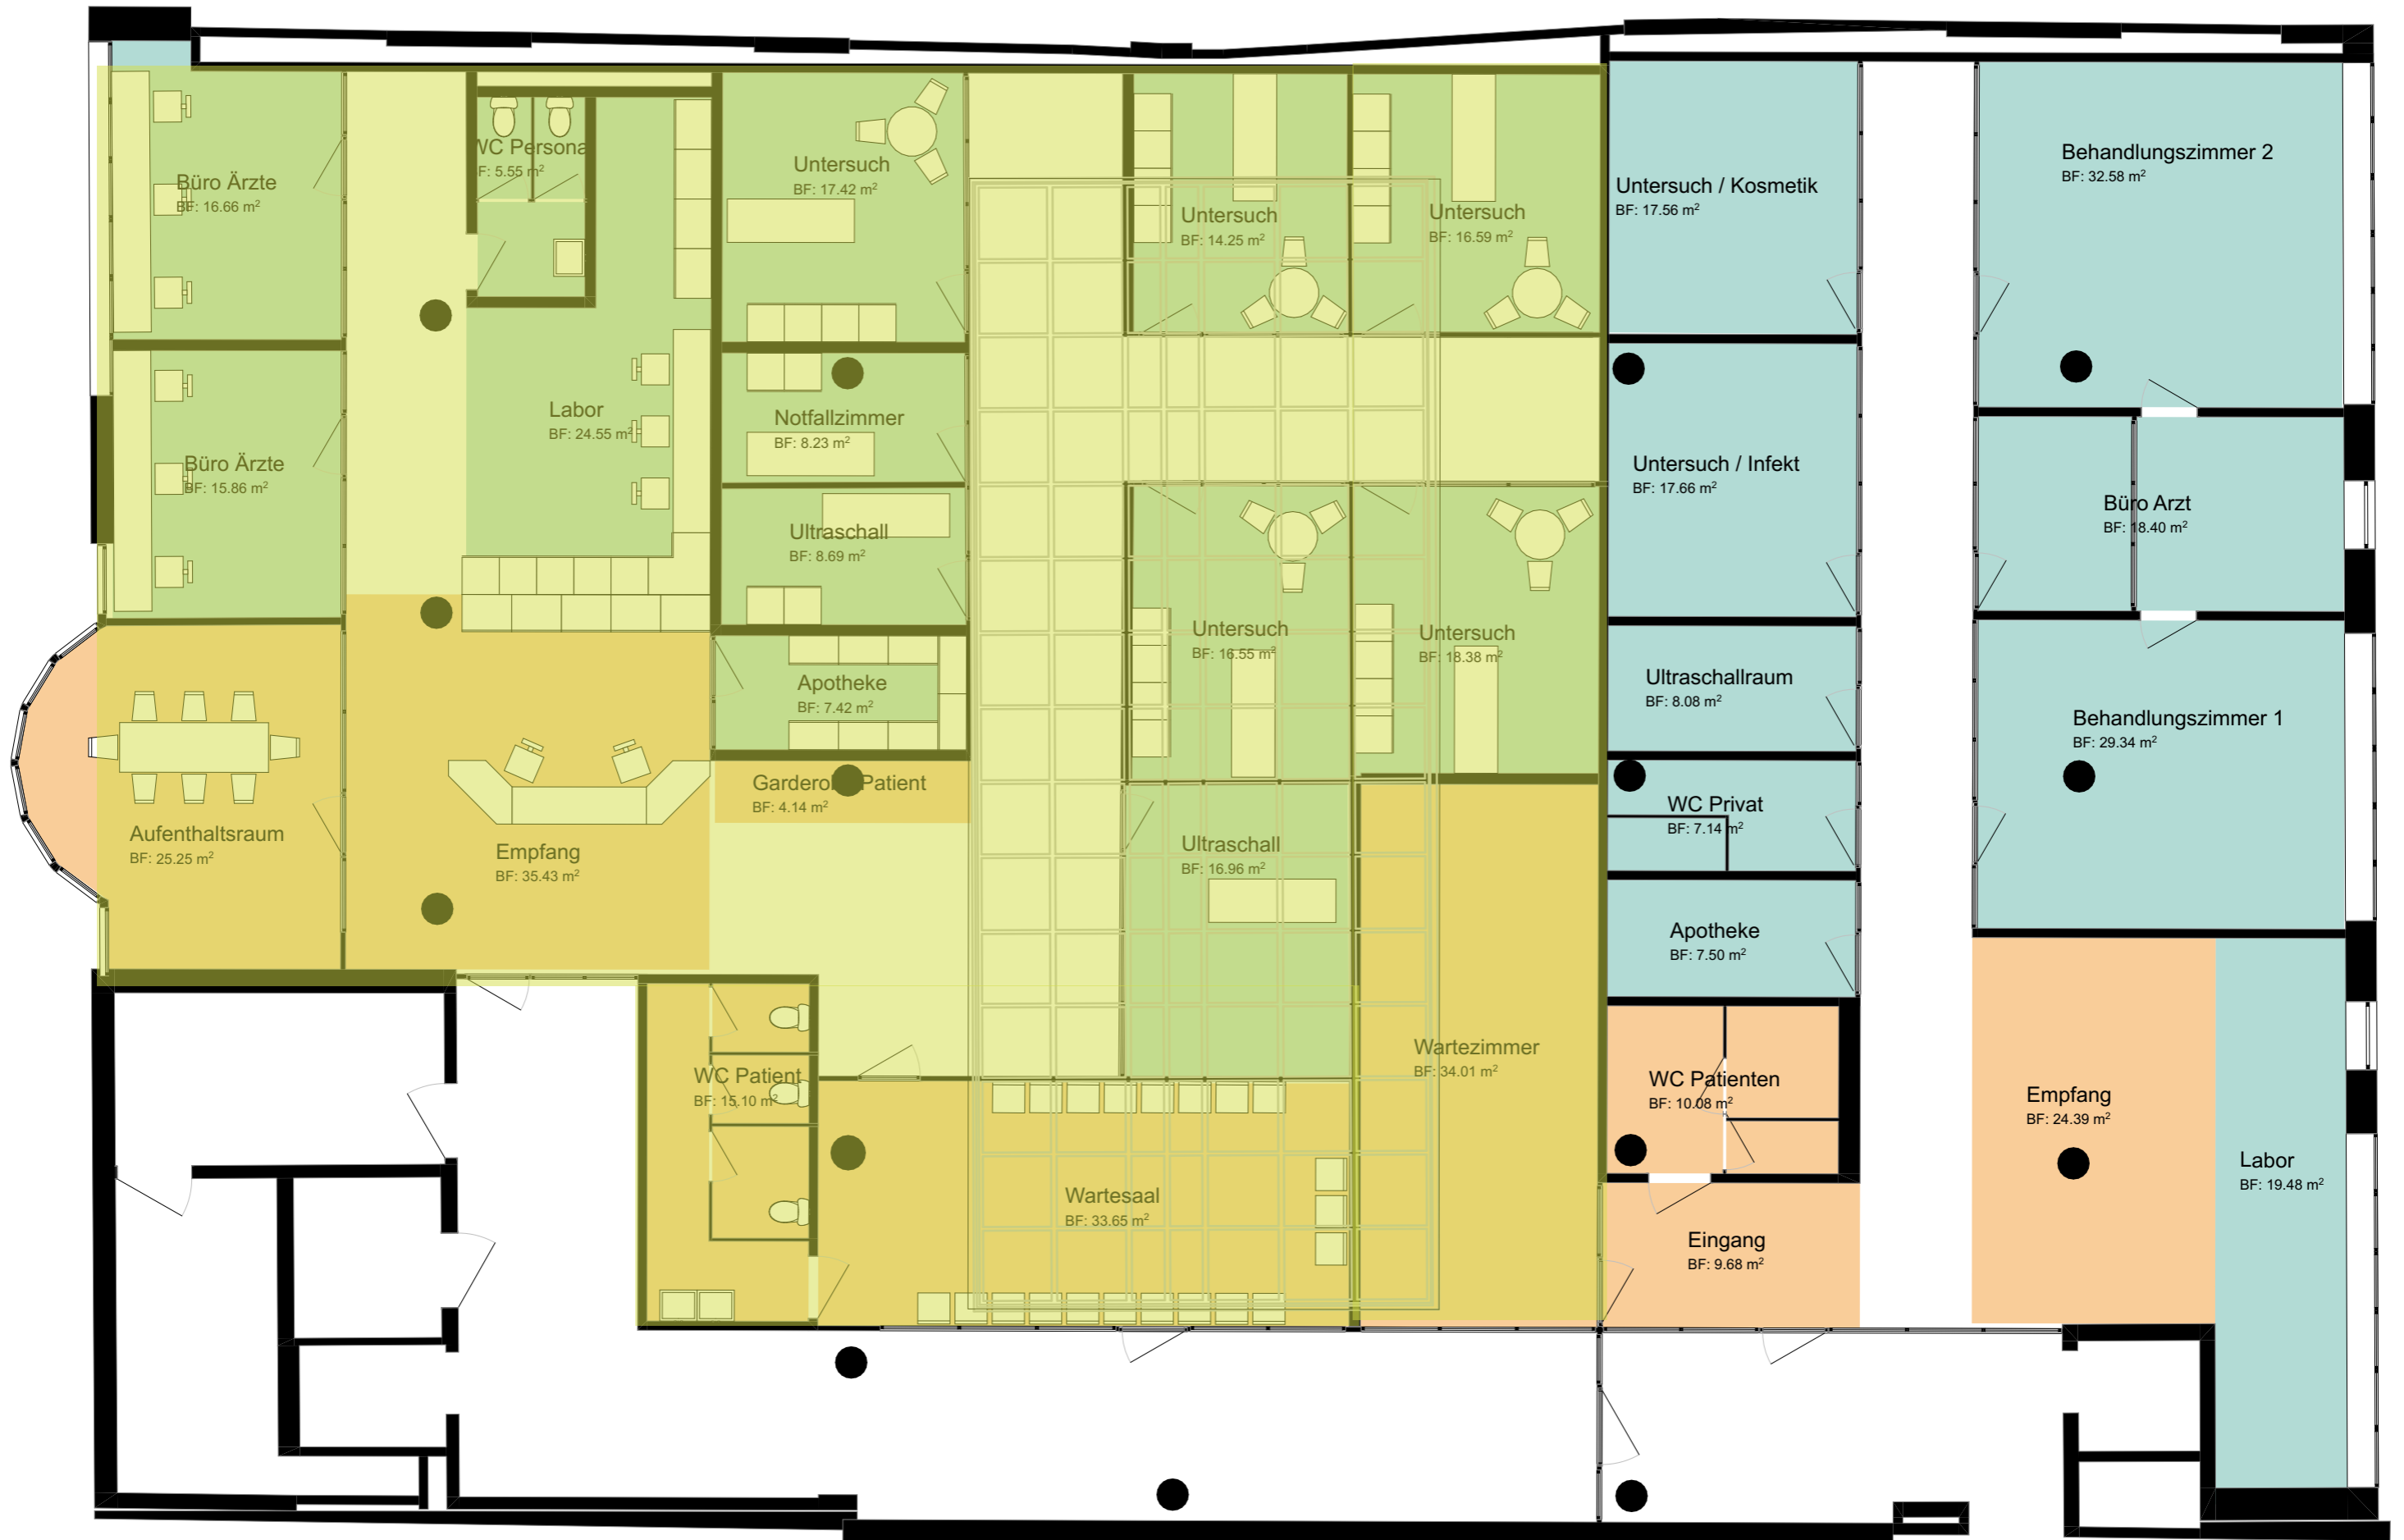 Behandlungszimmer 2
BF: 32.58 m²
WC Persona
F: 5.55 m²
Untersuch
BF: 17.42 m²
Büro Ärzte
BF: 16.66 m²
Untersuch / Kosmetik
BF: 17.56 m²
Untersuch
BF: 14.25 m²
Untersuch
BF: 16.59 m²
Labor
BF: 24.55 m²
Notfallzimmer
BF: 8.23 m²
Büro Ärzte
BF: 15.86 m²
Untersuch / Infekt
BF: 17.66 m²
Büro Arzt
BF: 18.40 m²
Ultraschall
BF: 8.69 m²
Untersuch
BF: 16.55 m²
Untersuch
BF: 18.38 m²
Ultraschallraum
BF: 8.08 m²
Apotheke
BF: 7.42 m²
Behandlungszimmer 1
BF: 29.34 m²
Garderobe Patient
BF: 4.14 m²
WC Privat
BF: 7.14 m²
Aufenthaltsraum
BF: 25.25 m²
Empfang
BF: 35.43 m²
Ultraschall
BF: 16.96 m²
Apotheke
BF: 7.50 m²
Wartezimmer
BF: 34.01 m²
WC Patient
BF: 15.10 m²
WC Patienten
BF: 10.08 m²
Empfang
BF: 24.39 m²
Labor
BF: 19.48 m²
Wartesaal
BF: 33.65 m²
Eingang
BF: 9.68 m²